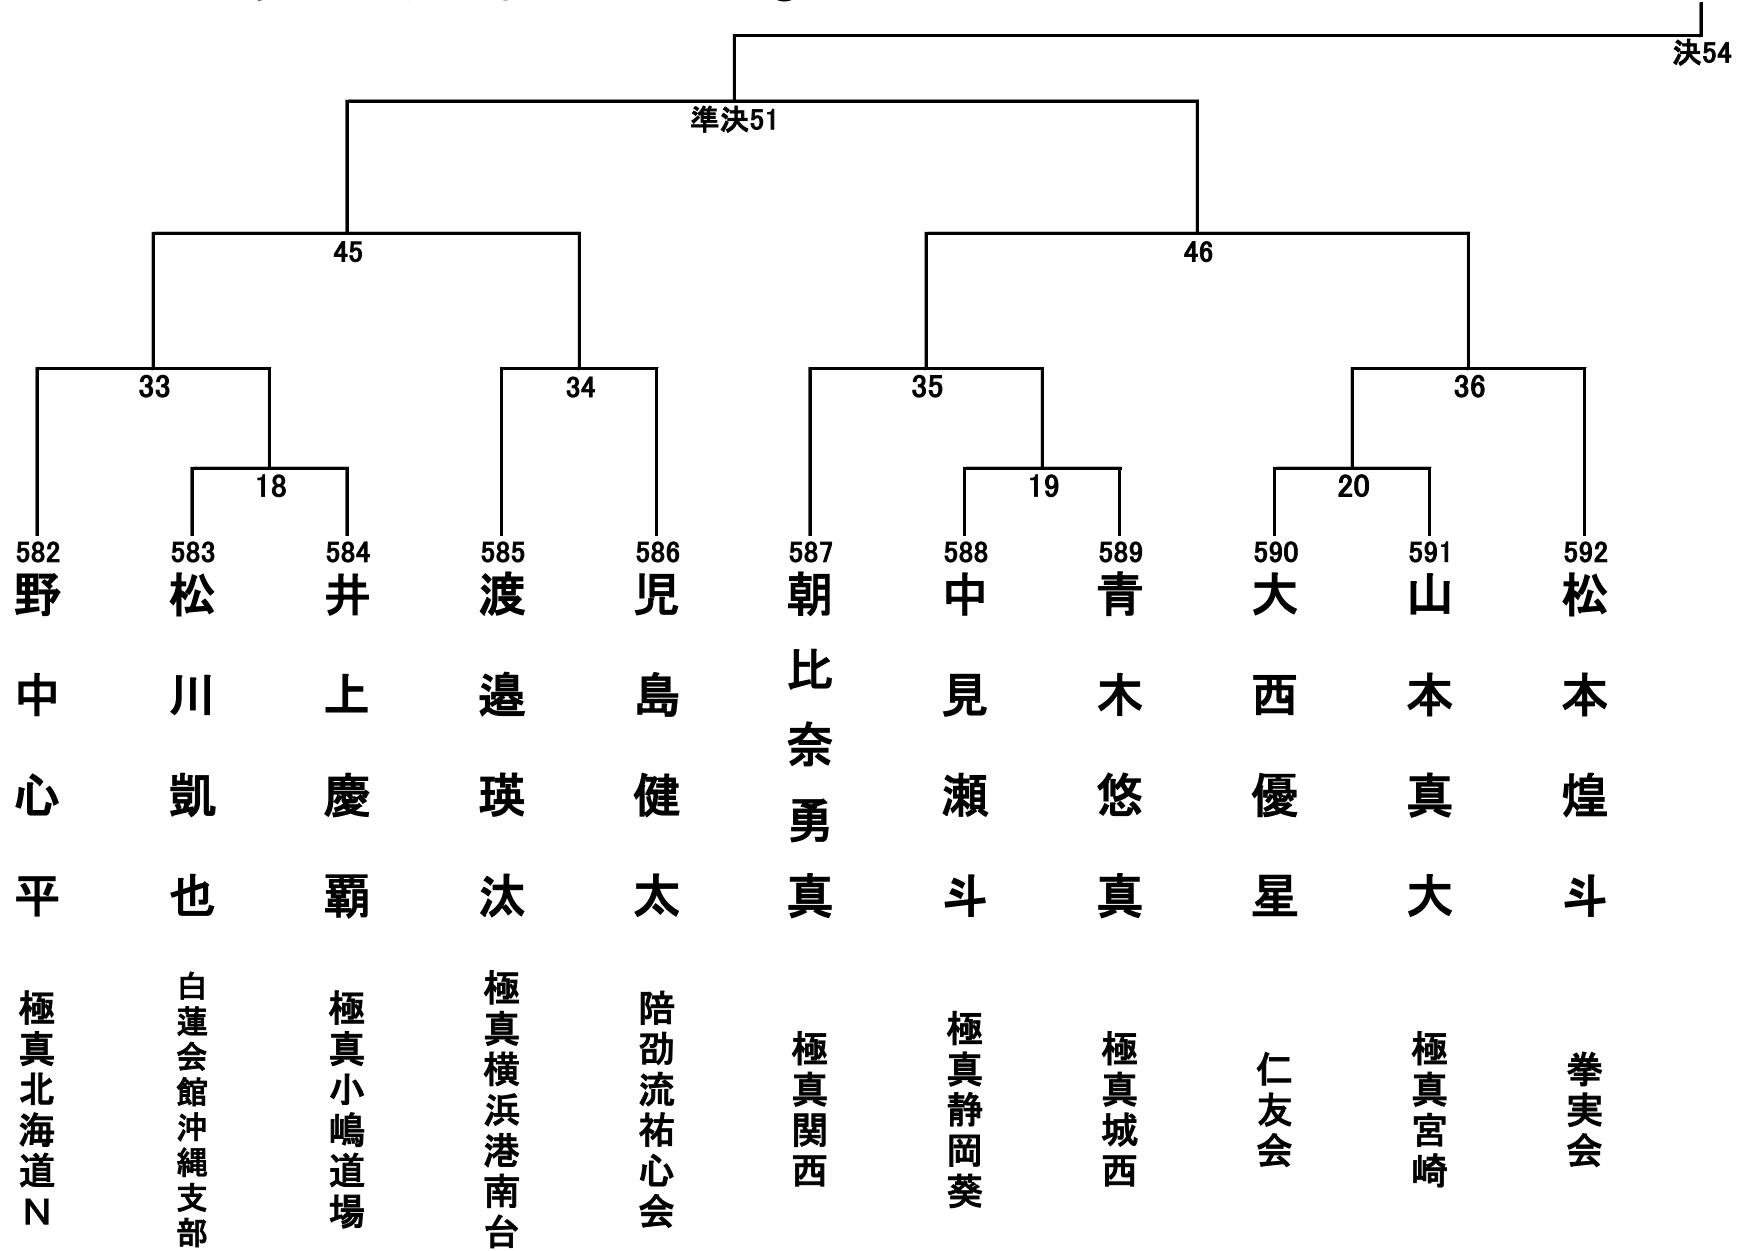 決54
準決51
45
46
33
34
35
36
18
19
20
582
583
584
585
586
587
588
589
590
591
592
野中心平
松川凱也
井上慶覇
渡邉瑛汰
児島健太
朝比奈勇真
中見瀬斗
青木悠真
大西優星
山本真大
松本煌斗
極真北海道N
白蓮会館沖縄支部
極真小嶋道場
極真横浜港南台
陪劭流祐心会
極真関西
極真静岡葵
極真城西
仁友会
極真宮崎
拳実会